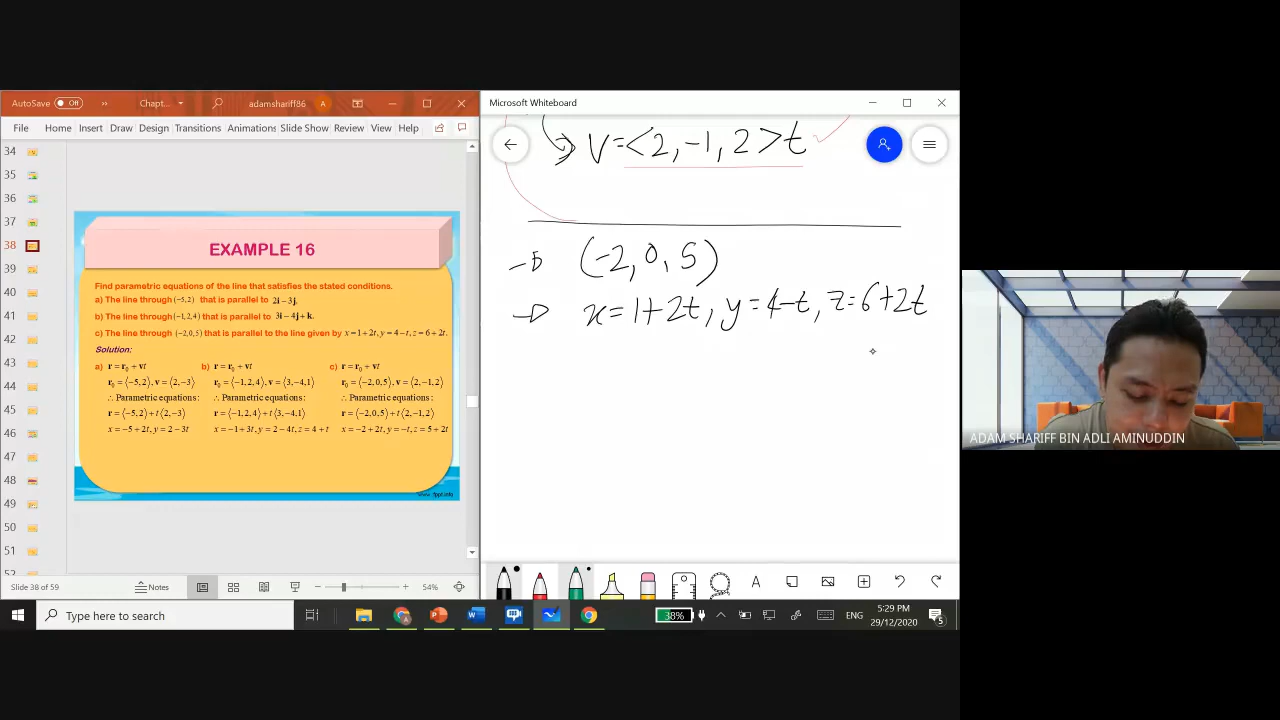 AutoSave Off
Chapt...
adamshariff86
A
File Home Insert Draw Design Transitions Animations Slide Show Review View Help
34
35
36
37
38
39
40
41
42
43
44
45
46
47
48
49
50
51
52
EXAMPLE 16
Find parametric equations of the line that satisfies the stated conditions.
a) The line through (−5,2) that is parallel to 2i − 3j.
b) The line through (−1,2,4) that is parallel to 3i − 4j + k.
c) The line through (−2,0,5) that is parallel to the line given by x = 1 + 2t, y = 4 − t, z = 6 + 2t.
Solution:
a) r = r₀ + vt
r₀ = ⟨−5,2⟩, v = ⟨2,−3⟩
∴ Parametric equations:
r = ⟨−5,2⟩ + t⟨2,−3⟩
x = −5 + 2t, y = 2 − 3t
b) r = r₀ + vt
r₀ = ⟨−1,2,4⟩, v = ⟨3,−4,1⟩
∴ Parametric equations:
r = ⟨−1,2,4⟩ + t⟨3,−4,1⟩
x = −1 + 3t, y = 2 − 4t, z = 4 + t
c) r = r₀ + vt
r₀ = ⟨−2,0,5⟩, v = ⟨2,−1,2⟩
∴ Parametric equations:
r = ⟨−2,0,5⟩ + t⟨2,−1,2⟩
x = −2 + 2t, y = −t, z = 5 + 2t
www.fppt.info
Slide 38 of 59
Notes
54%
Microsoft Whiteboard
V = <2, −1, 2> t
(−2, 0, 5)
x = 1+2t, y = 4−t, z = 6+2t
A
ADAM SHARIFF BIN ADLI AMINUDDIN
Type here to search
38%
ENG
5:29 PM
29/12/2020
5